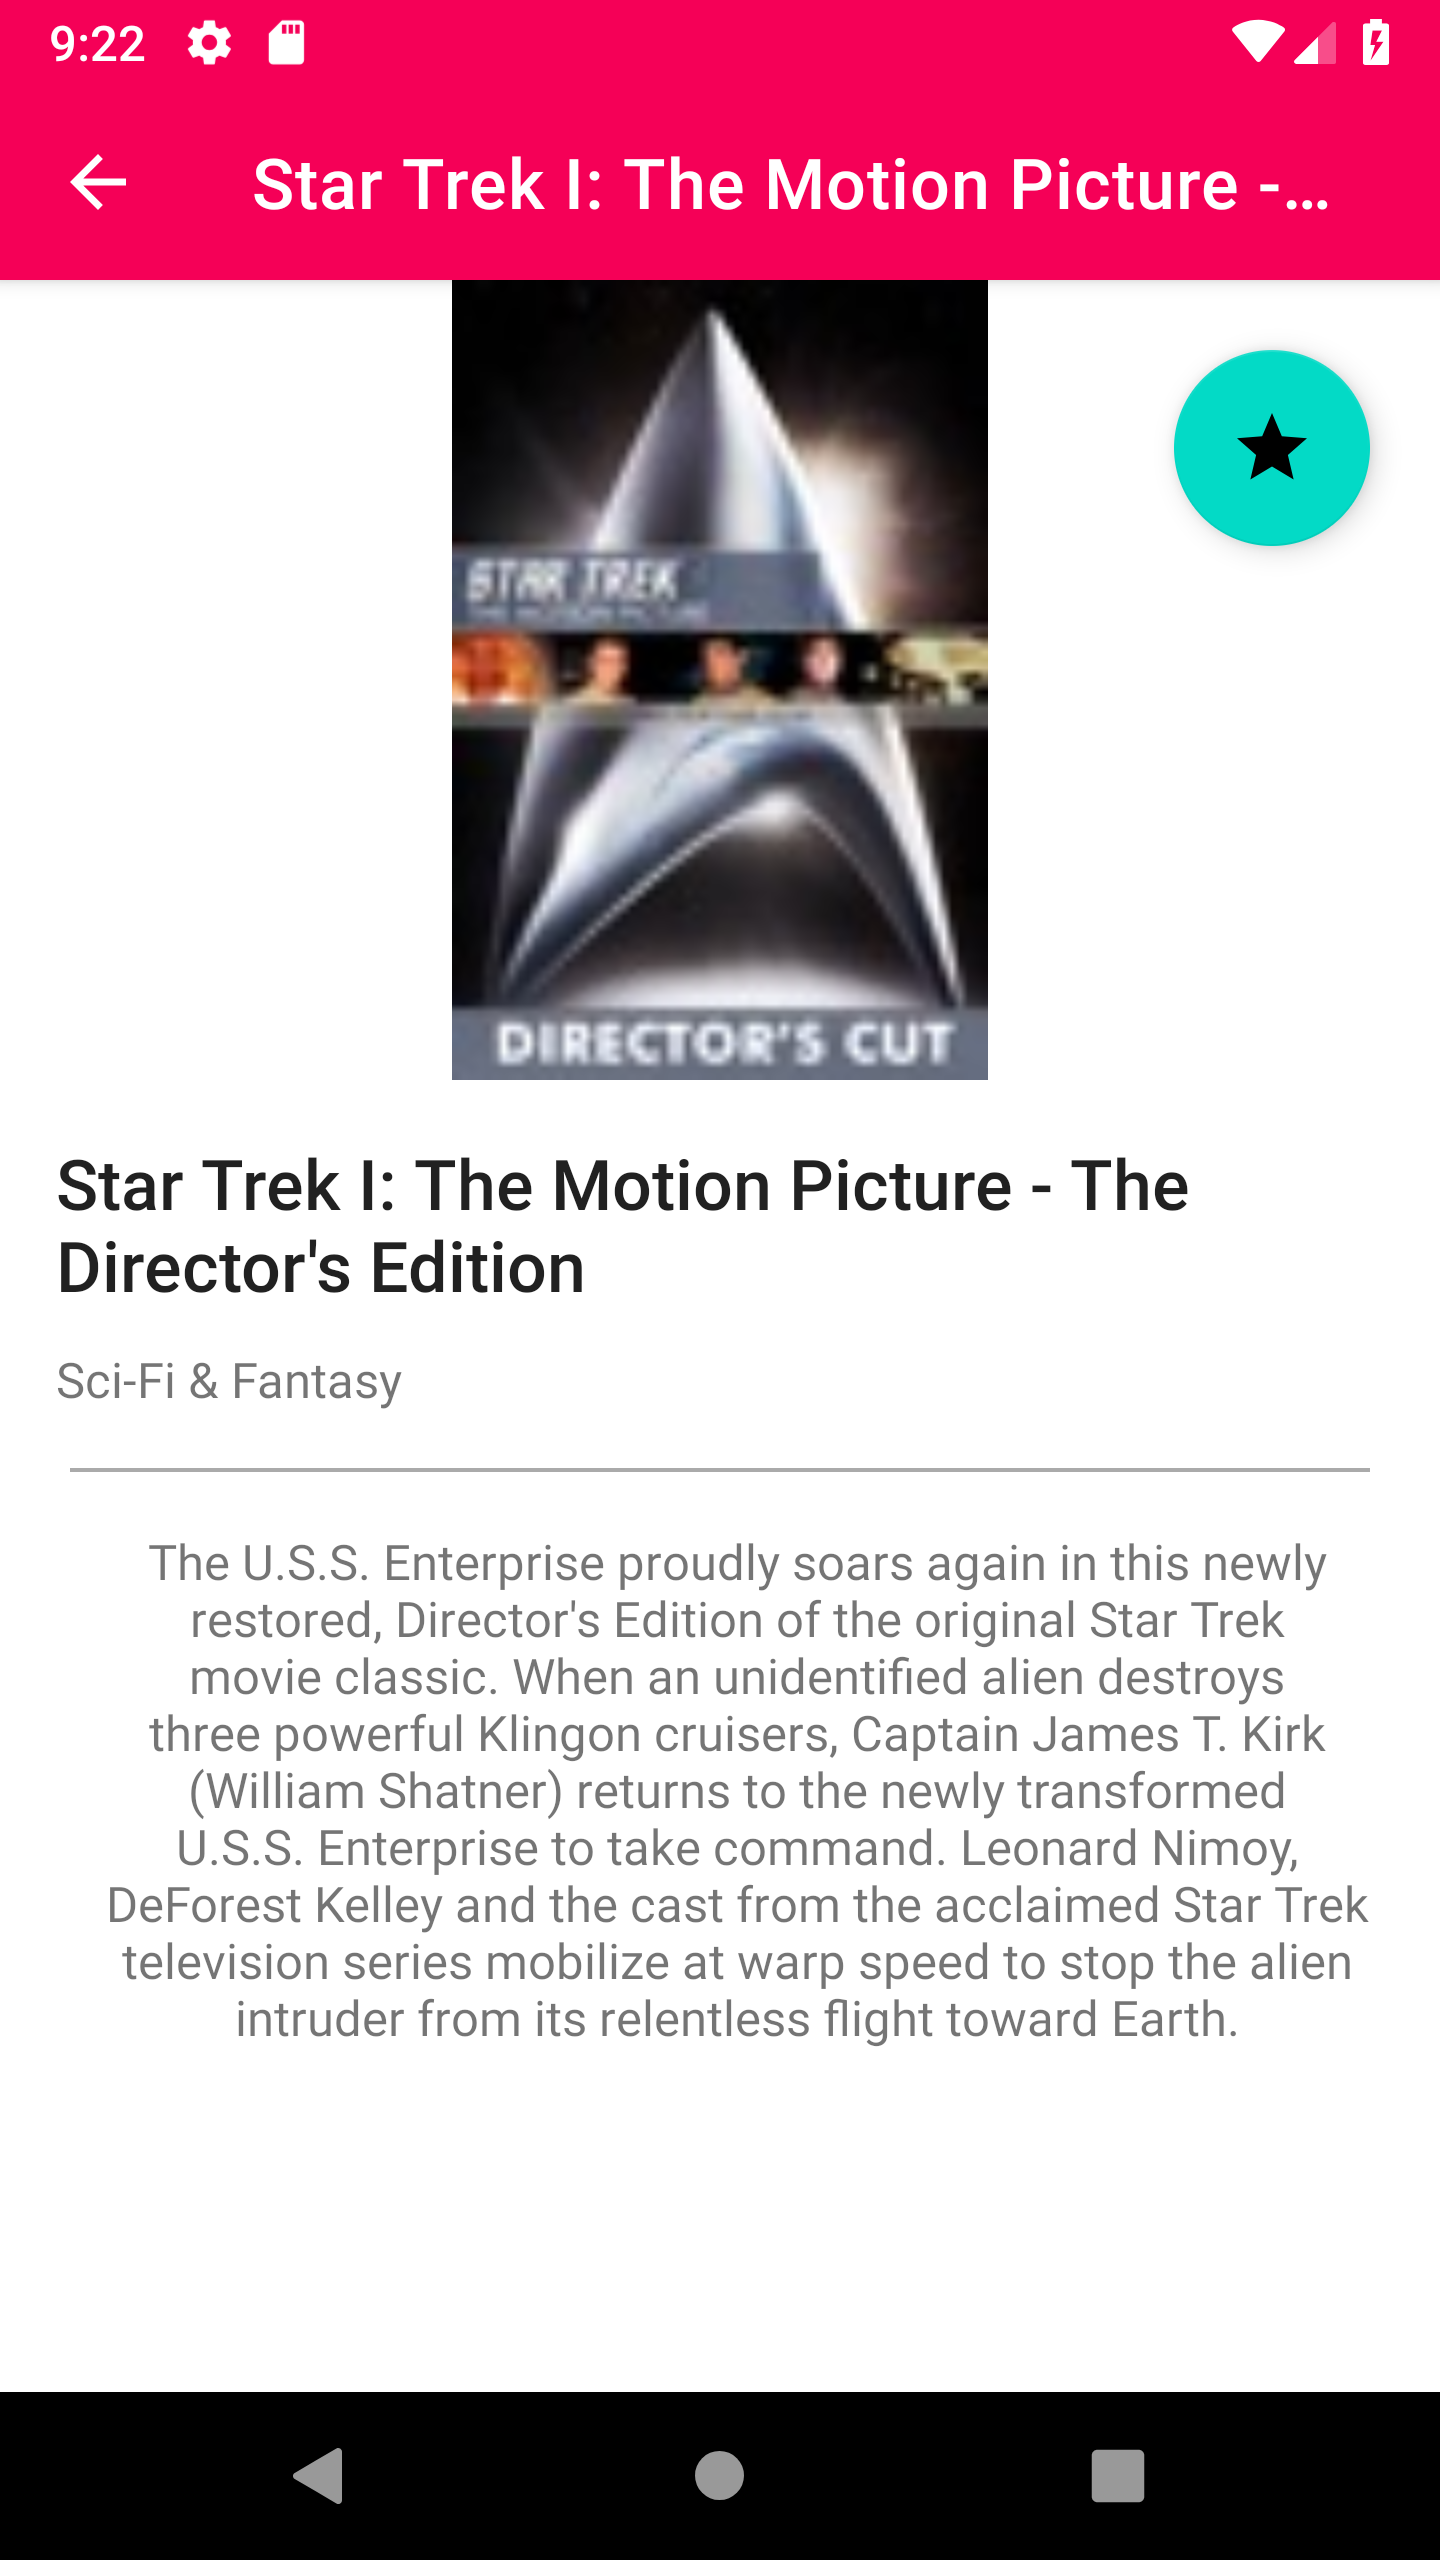 9:22
Star Trek I: The Motion Picture -...
STAR TREK
DIRECTOR'S CUT
Star Trek I: The Motion Picture - The
Director's Edition
Sci-Fi & Fantasy
The U.S.S. Enterprise proudly soars again in this newly
restored, Director's Edition of the original Star Trek
movie classic. When an unidentified alien destroys
three powerful Klingon cruisers, Captain James T. Kirk
(William Shatner) returns to the newly transformed
U.S.S. Enterprise to take command. Leonard Nimoy,
DeForest Kelley and the cast from the acclaimed Star Trek
television series mobilize at warp speed to stop the alien
intruder from its relentless flight toward Earth.